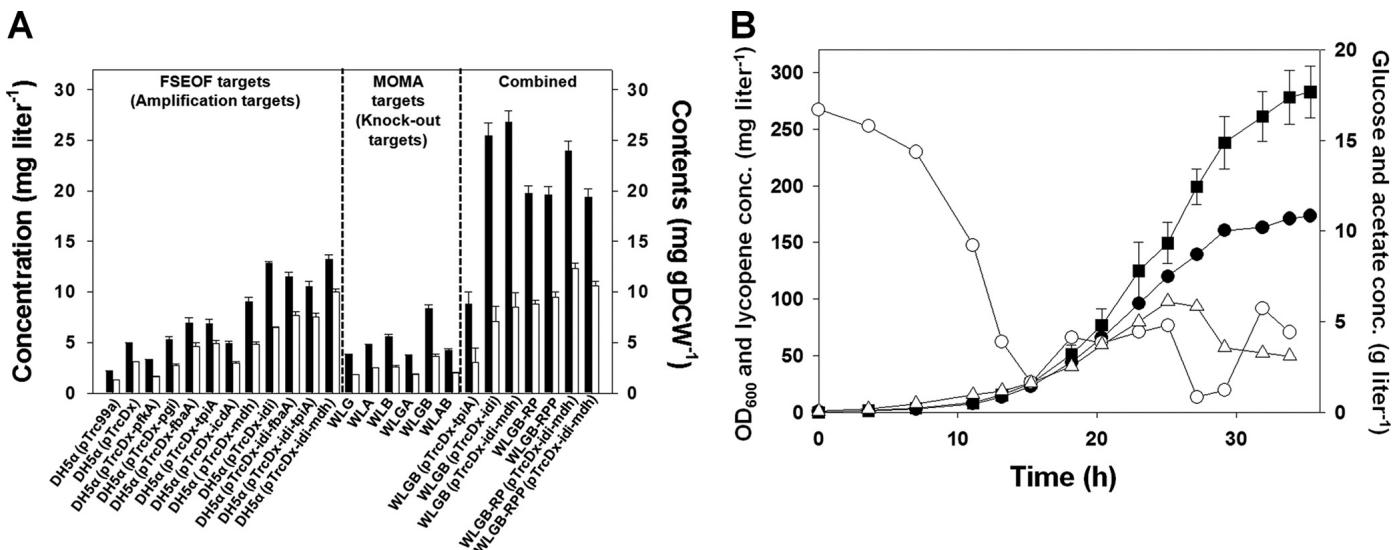 A
Concentration (mg liter⁻¹)
30
25
20
15
10
5
0
FSEOF targets
(Amplification targets)
MOMA
targets
(Knock-out
targets)
Combined
30
25
20
15
10
5
0
Contents (mg gDCW⁻¹)
DH5α (pTrc99a)
DH5α (pTrcDx)
DH5α (pTrcDx-pfkA)
DH5α (pTrcDx-pgi)
DH5α (pTrcDx-fbaA)
DH5α (pTrcDx-tpiA
DH5α (pTrcDx-icdA)
DH5α (pTrcDx-mdh)
DH5α (pTrcDx-idi)
DH5α (pTrcDx-idi-fbaA)
DH5α (pTrcDx-idi-tpiA)
DH5α (pTrcDx-idi-mdh)
WLG
WLA
WLB
WLGA
WLGB
WLAB
WLGB (pTrcDx-tpiA)
WLGB (pTrcDx-idi)
WLGB (pTrcDx-idi-mdh)
WLGB-RP
WLGB-RPP
WLGB-RP (pTrcDx-idi-mdh)
WLGB-RPP (pTrcDx-idi-mdh)
B
OD₆₀₀ and lycopene conc. (mg liter⁻¹)
300
250
200
150
100
50
0
20
15
10
5
0
Glucose and acetate conc. (g liter⁻¹)
0
10
20
30
Time (h)